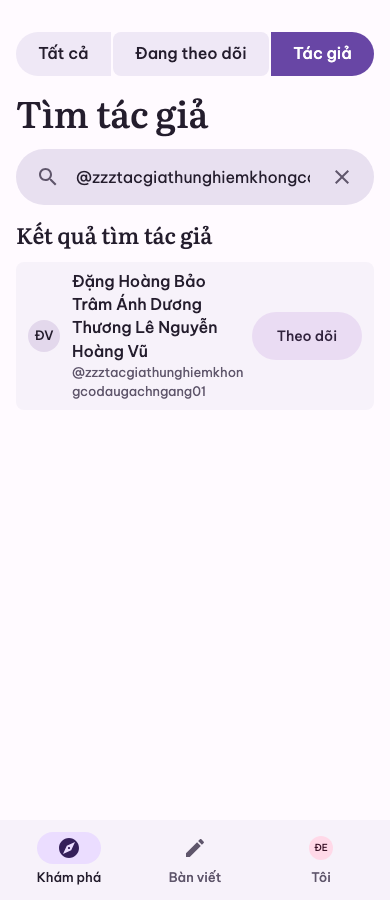 Tất cả
Đang theo dõi
Tác giả
Tìm tác giả
@zzztacgiathunghiemkhongc
Kết quả tìm tác giả
ĐV
Đặng Hoàng Bảo
Trâm Ánh Dương
Thương Lê Nguyễn
Hoàng Vũ
@zzztacgiathunghiemkhon
gcodaugachngang01
Theo dõi
Khám phá
Bàn viết
ĐE
Tôi